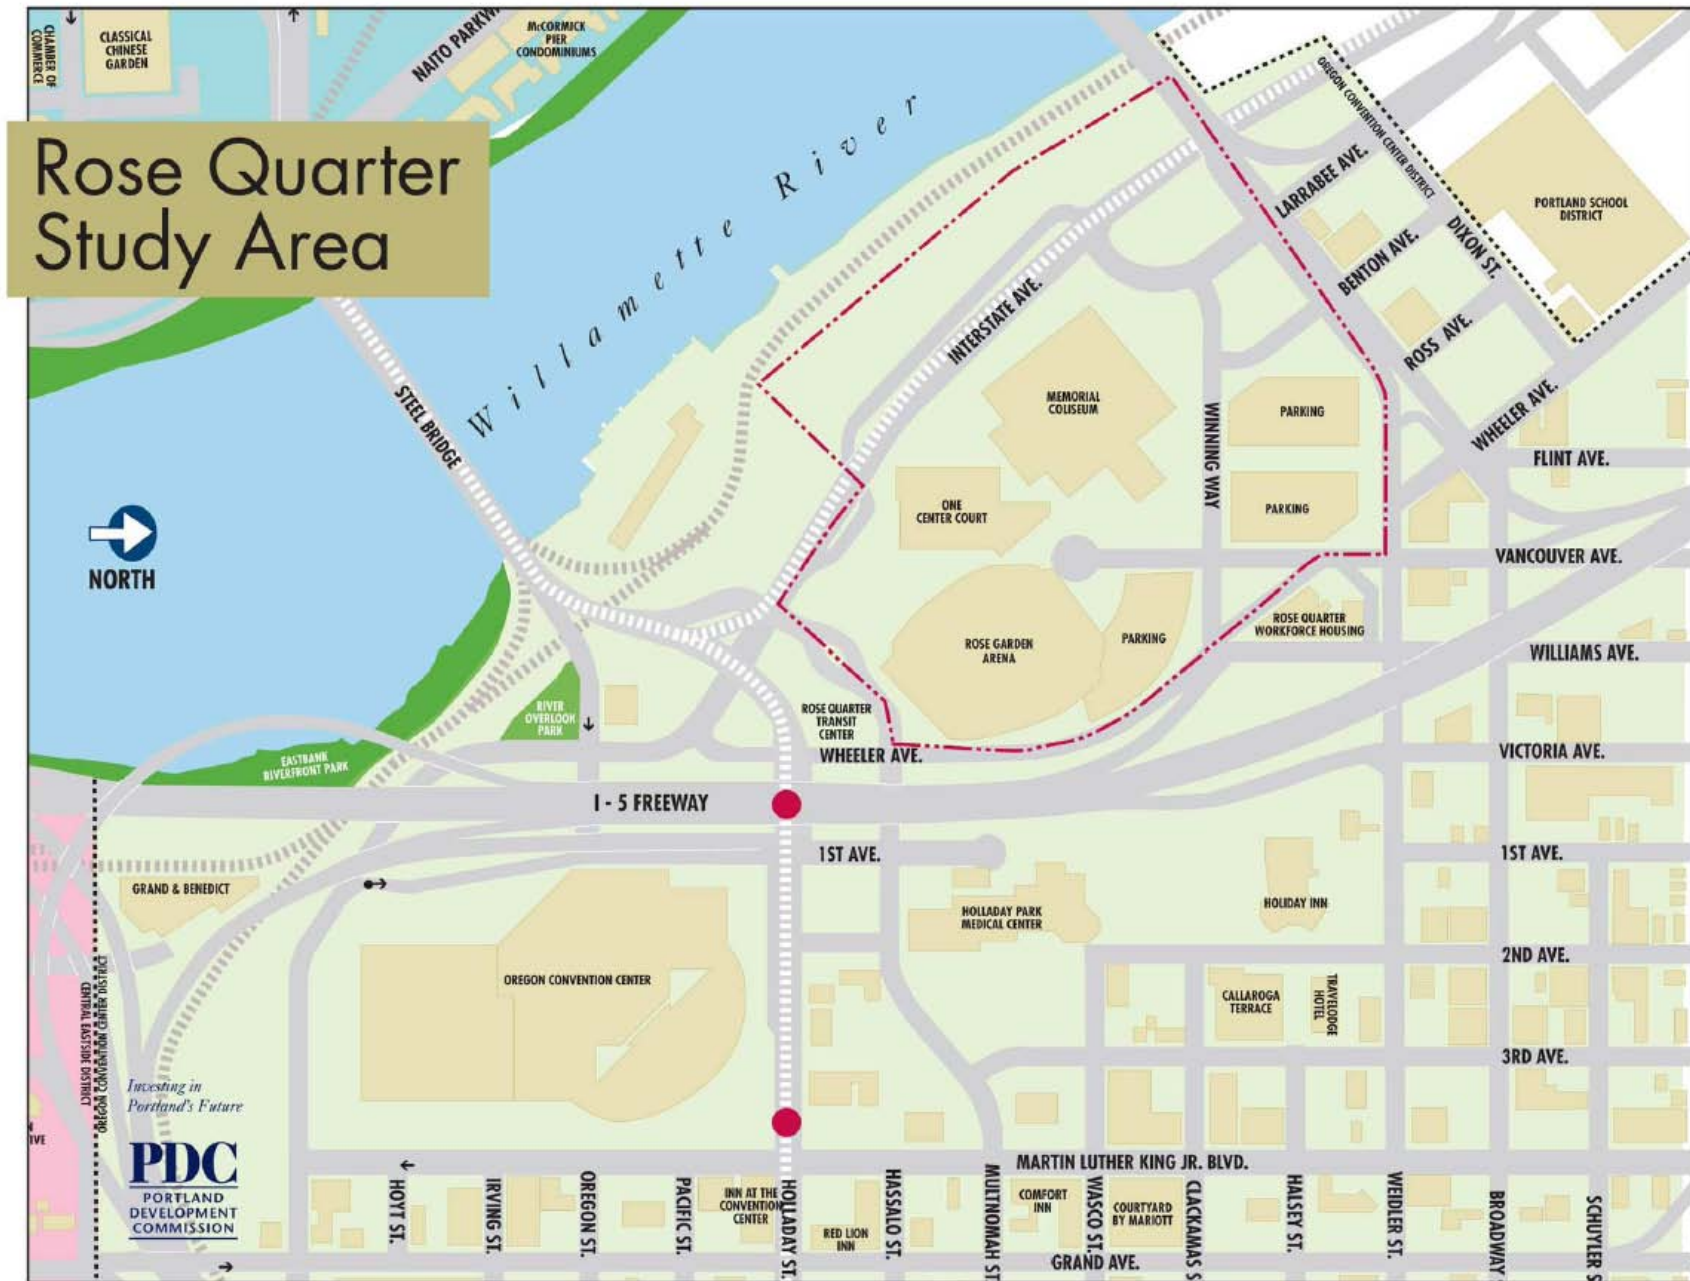 CHAMBER OF
COMMERCE
CLASSICAL
CHINESE
GARDEN
NAITO PARKWAY
McCORMICK
PIER
CONDOMINIUMS
Rose Quarter
Study Area
Willamette River
OREGON CONVENTION CENTER DISTRICT
PORTLAND SCHOOL
DISTRICT
LARRABEE AVE.
BENTON AVE.
DIXON ST.
ROSS AVE.
WHEELER AVE.
INTERSTATE AVE.
STEEL BRIDGE
MEMORIAL
COLISEUM
WINNING WAY
PARKING
PARKING
ONE
CENTER COURT
FLINT AVE.
VANCOUVER AVE.
NORTH
ROSE GARDEN
ARENA
PARKING
ROSE QUARTER
WORKFORCE HOUSING
WILLIAMS AVE.
RIVER
OVERLOOK
PARK
ROSE QUARTER
TRANSIT
CENTER
WHEELER AVE.
VICTORIA AVE.
EASTBANK
RIVERFRONT PARK
I - 5 FREEWAY
1ST AVE.
1ST AVE.
GRAND & BENEDICT
HOLLADAY PARK
MEDICAL CENTER
HOLIDAY INN
2ND AVE.
OREGON CONVENTION CENTER
CALLAROGA
TERRACE
TRAVELODGE
HOTEL
CENTRAL EASTSIDE DISTRICT
OREGON CONVENTION CENTER DISTRICT
3RD AVE.
Investing in
Portland's Future
PDC
PORTLAND
DEVELOPMENT
COMMISSION
MARTIN LUTHER KING JR. BLVD.
HOYT ST.
IRVING ST.
OREGON ST.
PACIFIC ST.
INN AT THE
CONVENTION
CENTER
HOLLADAY ST.
RED LION
INN
HASSALO ST.
MULTNOMAH ST
COMFORT
INN
WASCO ST.
COURTYARD
BY MARIOTT
CLACKAMAS S
HALSEY ST.
WEIDLER ST.
BROADWAY
SCHUYLER S
GRAND AVE.